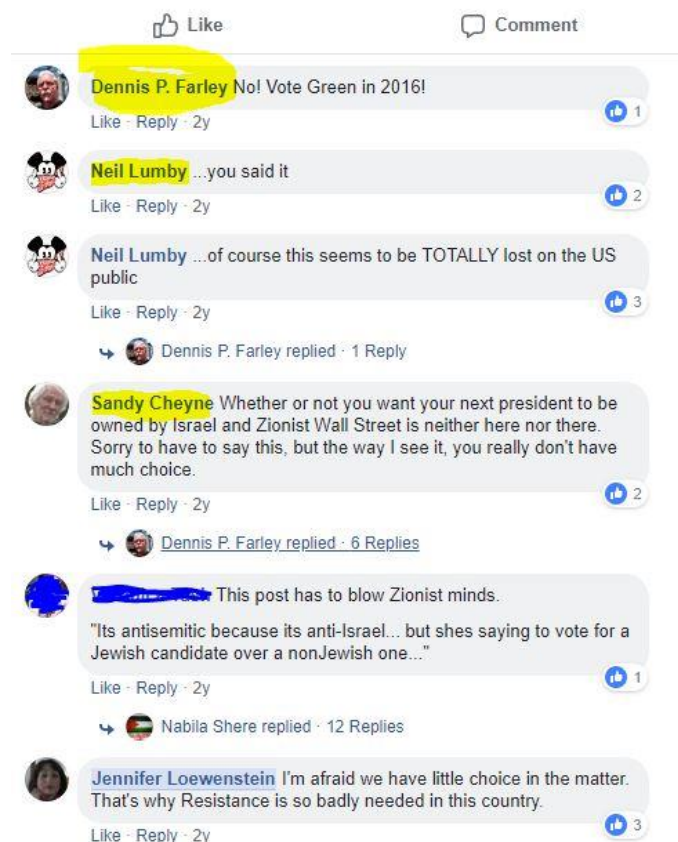 Like Comment
Dennis P. Farley No! Vote Green in 2016!
1
Like · Reply · 2y
Neil Lumby ...you said it
2
Like · Reply · 2y
Neil Lumby ...of course this seems to be TOTALLY lost on the US
public
3
Like · Reply · 2y
Dennis P. Farley replied · 1 Reply
Sandy Cheyne Whether or not you want your next president to be
owned by Israel and Zionist Wall Street is neither here nor there.
Sorry to have to say this, but the way I see it, you really don't have
much choice.
2
Like · Reply · 2y
Dennis P. Farley replied · 6 Replies
This post has to blow Zionist minds.
"Its antisemitic because its anti-Israel... but shes saying to vote for a
Jewish candidate over a nonJewish one..."
1
Like · Reply · 2y
Nabila Shere replied · 12 Replies
Jennifer Loewenstein I'm afraid we have little choice in the matter.
That's why Resistance is so badly needed in this country.
3
Like · Reply · 2y